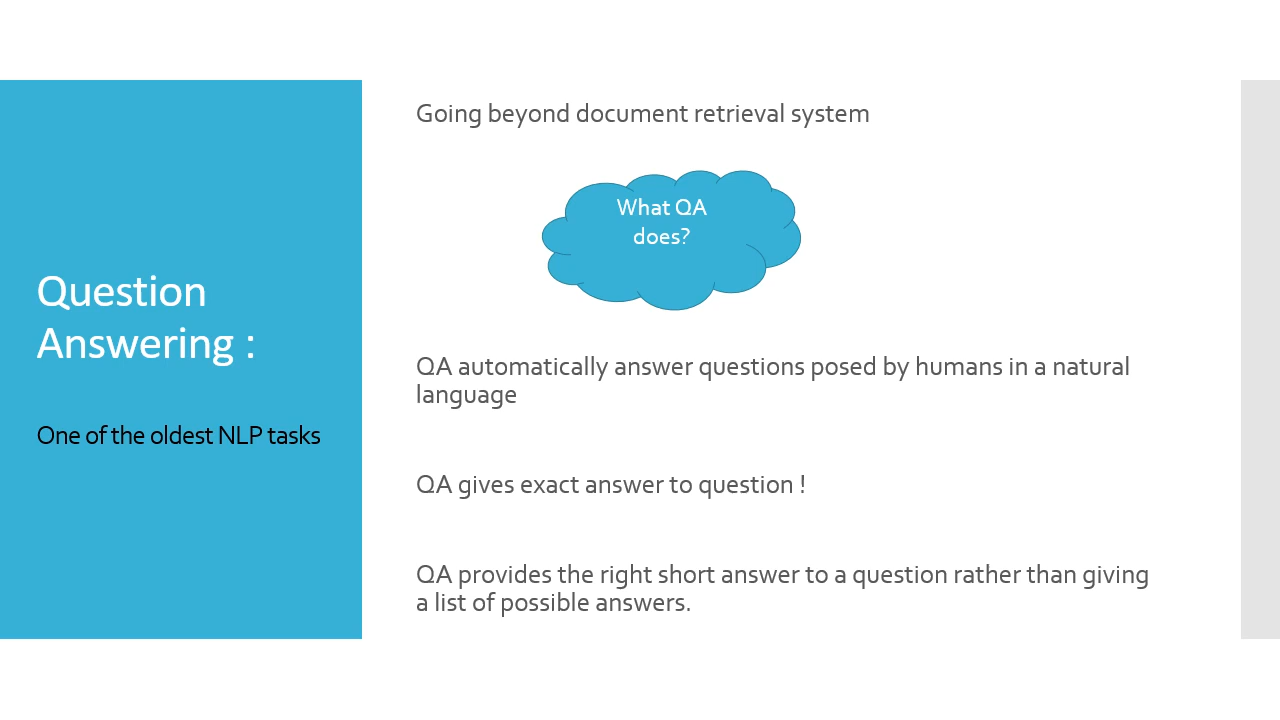 Question
Answering :
One of the oldest NLP tasks
Going beyond document retrieval system
What QA
does?
QA automatically answer questions posed by humans in a natural
language
QA gives exact answer to question !
QA provides the right short answer to a question rather than giving
a list of possible answers.